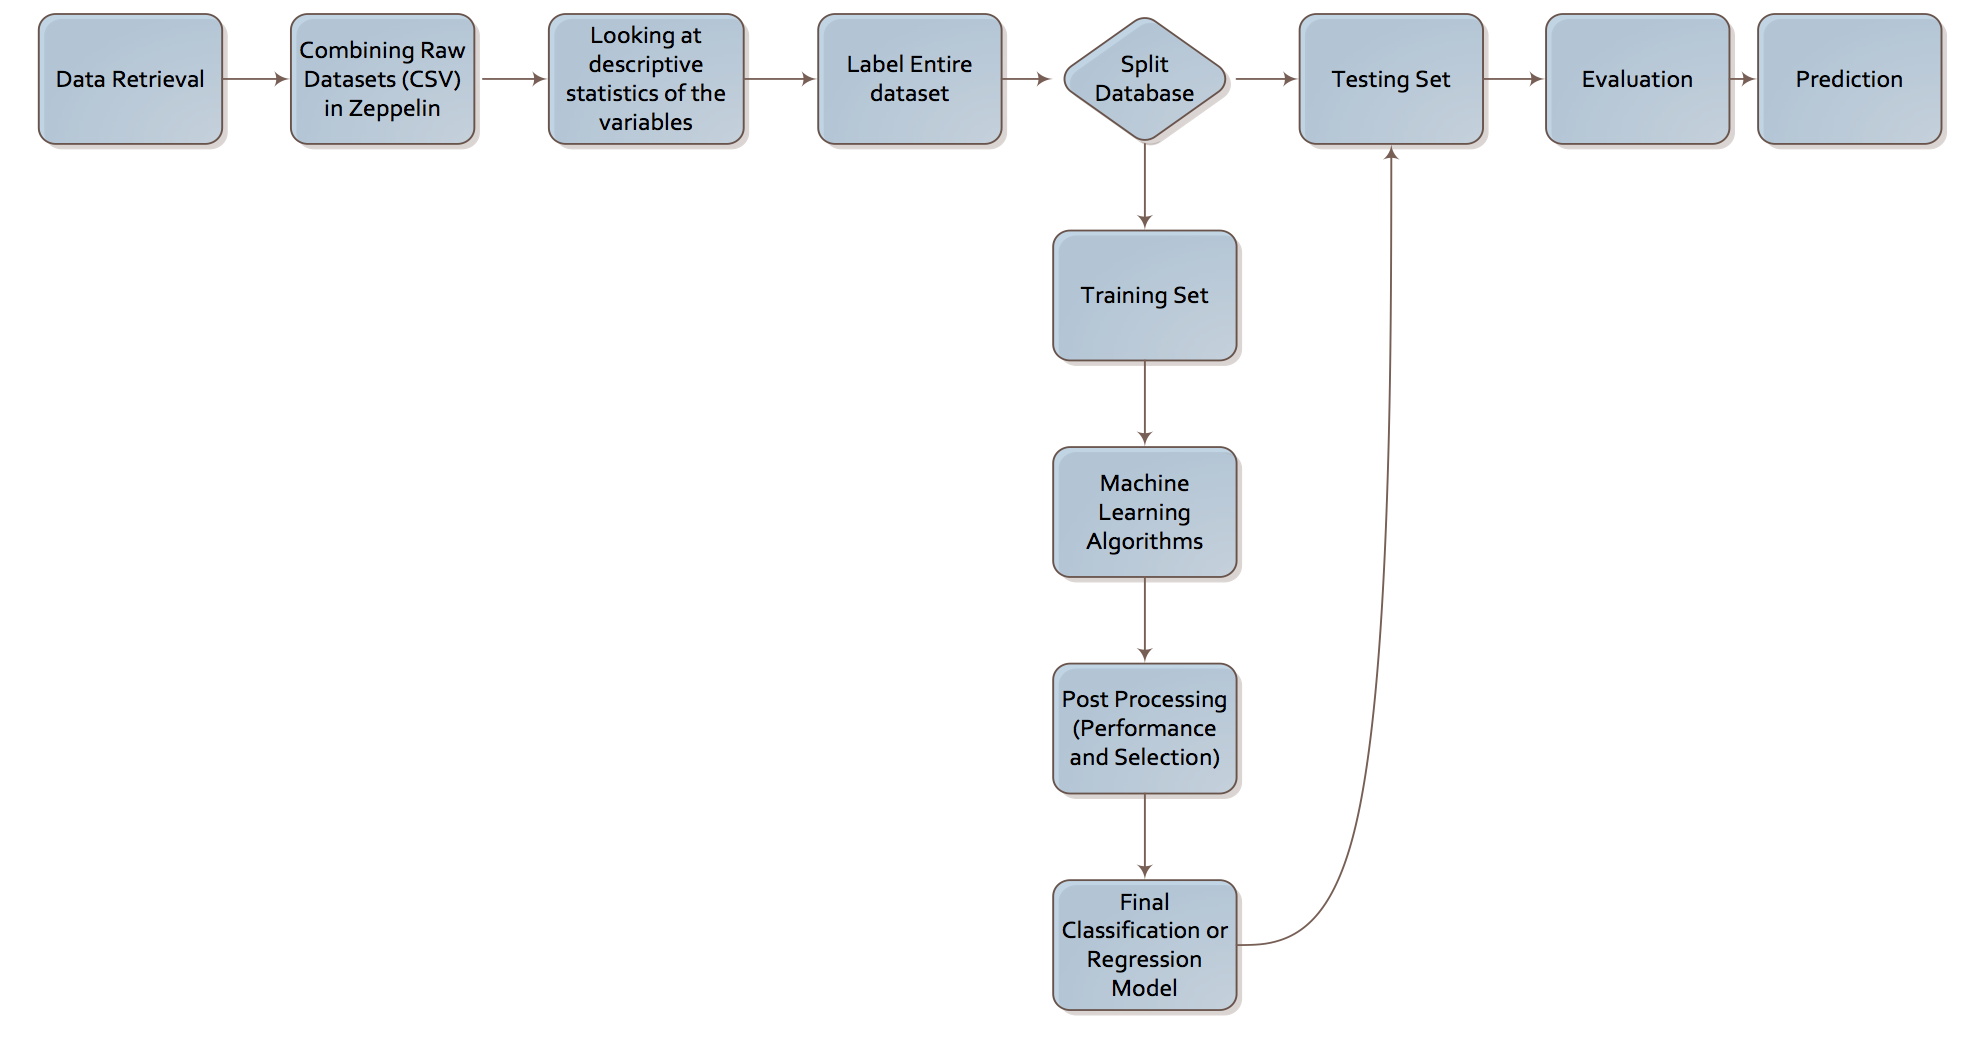 Data Retrieval
Combining Raw
Datasets (CSV)
in Zeppelin
Looking at
descriptive
statistics of the
variables
Label Entire
dataset
Split
Database
Testing Set
Evaluation
Prediction
Training Set
Machine
Learning
Algorithms
Post Processing
(Performance
and Selection)
Final
Classification or
Regression
Model